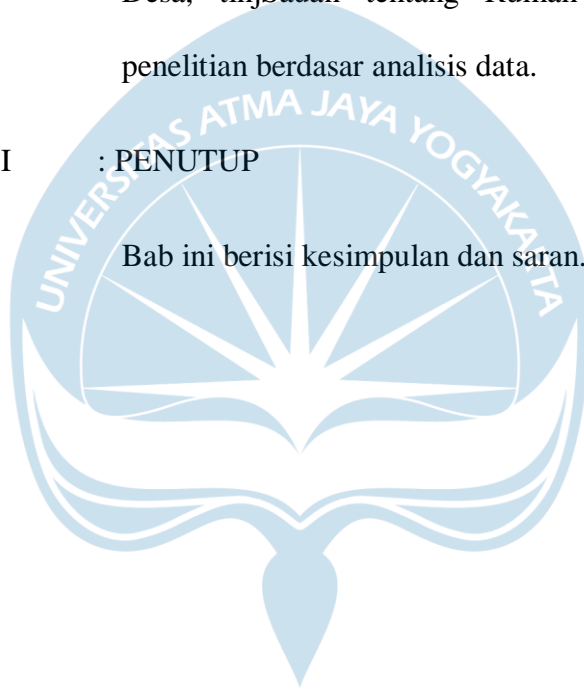 Desa, tinjauan tentang Rumah
penelitian berdasar analisis data.
I : PENUTUP
Bab ini berisi kesimpulan dan saran.
UNIVERSITAS ATMA JAYA YOGYAKARTA